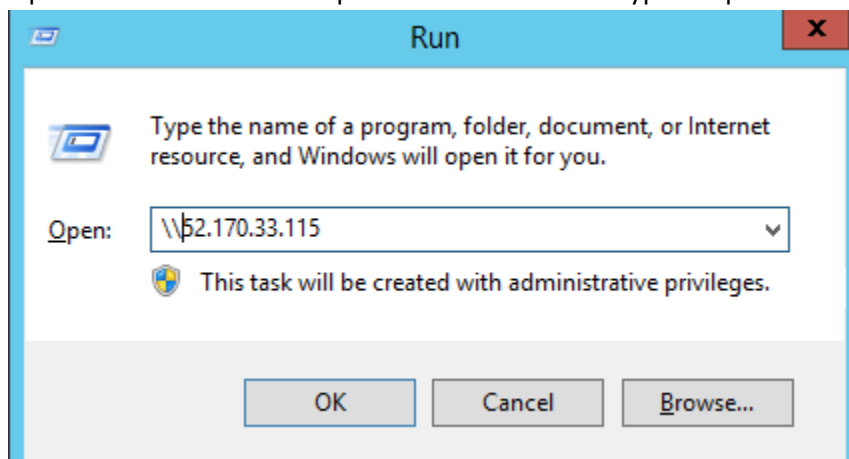 Run
x
Type the name of a program, folder, document, or Internet
resource, and Windows will open it for you.
Open: \\52.170.33.115
This task will be created with administrative privileges.
OK Cancel Browse...